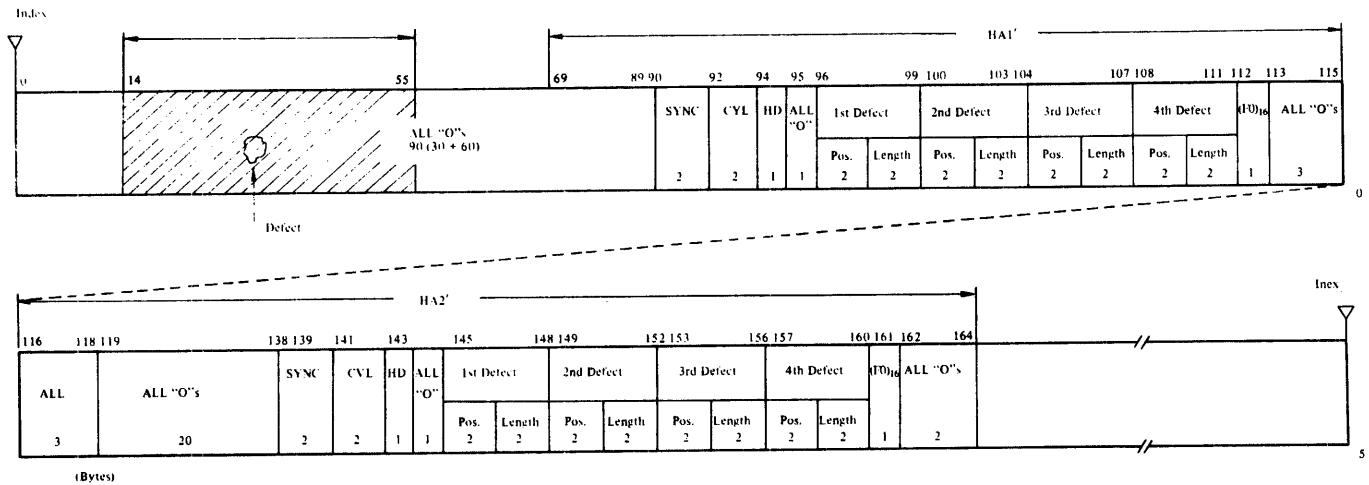 Index
HA1'
0 14 55 69 89 90 92 94 95 96 99 100 103 104 107 108 111 112 113 115
SYNC CYL HD ALL "O" 1st Defect 2nd Defect 3rd Defect 4th Defect (F0)16 ALL "O"s
ALL "O"s
90 (30 + 60)
Pos. Length Pos. Length Pos. Length Pos. Length
2 2 1 1 2 2 2 2 2 2 2 2 1 3
0
Defect
HA2'
Inex
116 118 119 138 139 141 143 145 148 149 152 153 156 157 160 161 162 164
ALL ALL "O"s SYNC CVL HD ALL "O" 1st Defect 2nd Defect 3rd Defect 4th Defect (F0)16 ALL "O"s
Pos. Length Pos. Length Pos. Length Pos. Length
3 20 2 2 1 1 2 2 2 2 2 2 2 2 1 2
5
(Bytes)